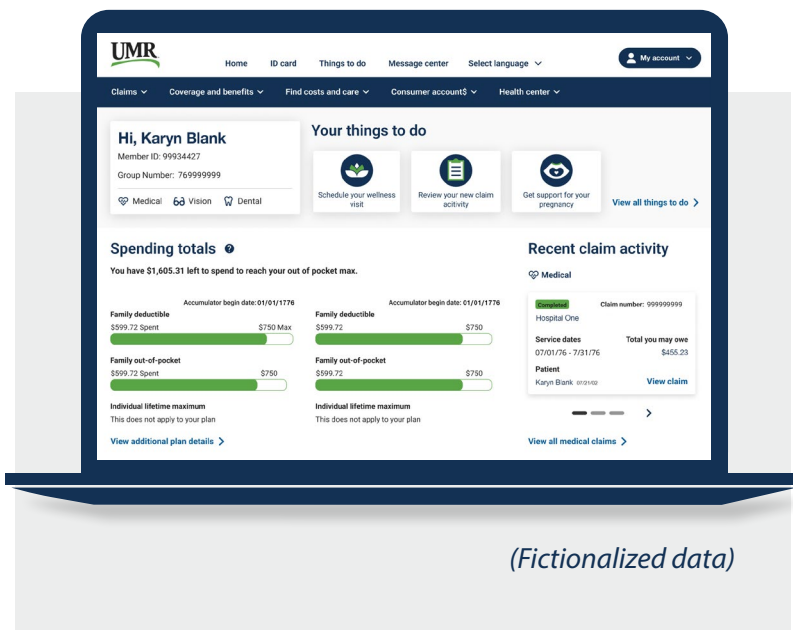 UMR
Home ID card Things to do Message center Select language
My account
Claims Coverage and benefits Find costs and care Consumer account$ Health center
Hi, Karyn Blank
Member ID: 99934427
Group Number: 769999999
Medical Vision Dental
Your things to do
Schedule your wellness
visit
Review your new claim
acitivity
Get support for your
pregnancy
View all things to do
Spending totals ?
You have $1,605.31 left to spend to reach your out of pocket max.
Accumulator begin date: 01/01/1776
Family deductible
$599.72 Spent $750 Max
Family out-of-pocket
$599.72 Spent $750
Individual lifetime maximum
This does not apply to your plan
View additional plan details
Accumulator begin date: 01/01/1776
Family deductible
$599.72 $750
Family out-of-pocket
$599.72 $750
Individual lifetime maximum
This does not apply to your plan
Recent claim activity
Medical
Completed Claim number: 999999999
Hospital One
Service dates Total you may owe
07/01/76 - 7/31/76 $455.23
Patient
Karyn Blank 07/21/02 View claim
View all medical claims
(Fictionalized data)